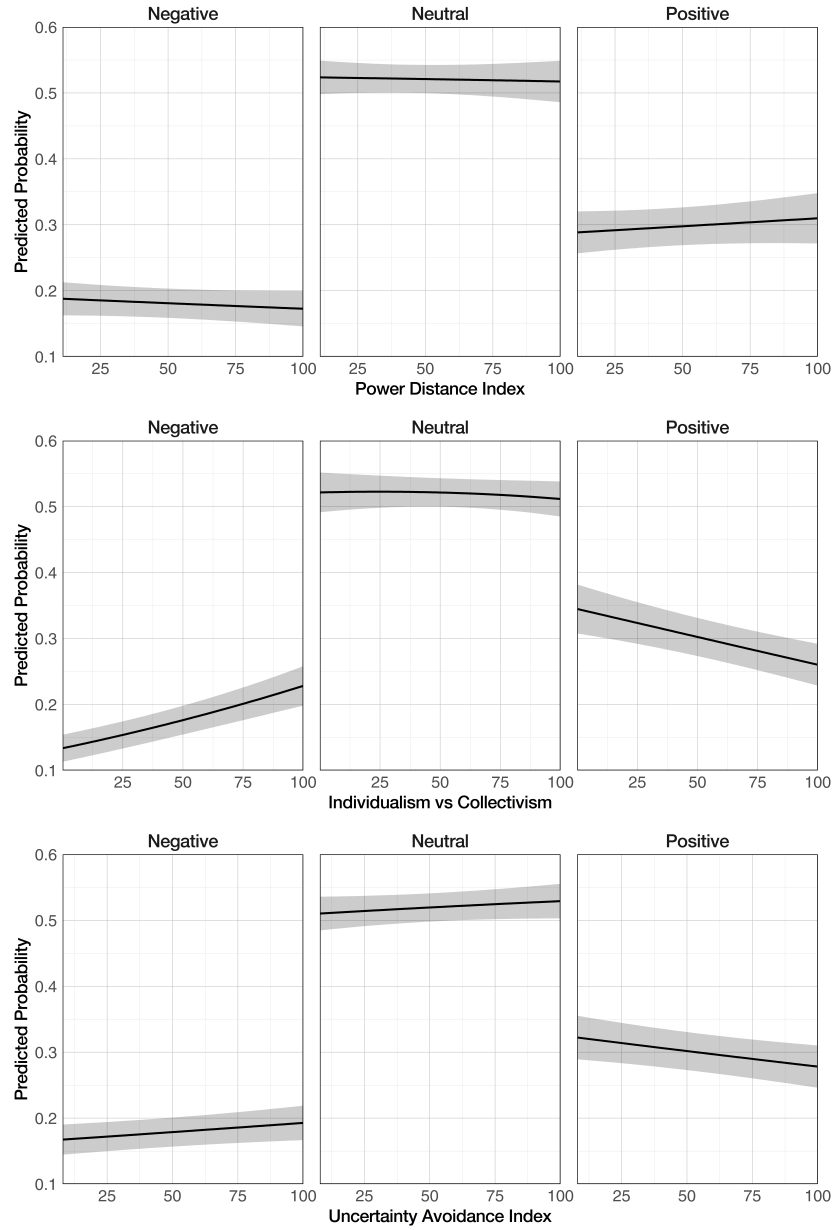 Negative Neutral Positive
0.6
0.5
0.4
0.3
0.2
0.1
Predicted Probability
25 50 75 100 25 50 75 100 25 50 75 100
Power Distance Index
Negative Neutral Positive
0.6
0.5
0.4
0.3
0.2
0.1
Predicted Probability
25 50 75 100 25 50 75 100 25 50 75 100
Individualism vs Collectivism
Negative Neutral Positive
0.6
0.5
0.4
0.3
0.2
0.1
Predicted Probability
25 50 75 100 25 50 75 100 25 50 75 100
Uncertainty Avoidance Index